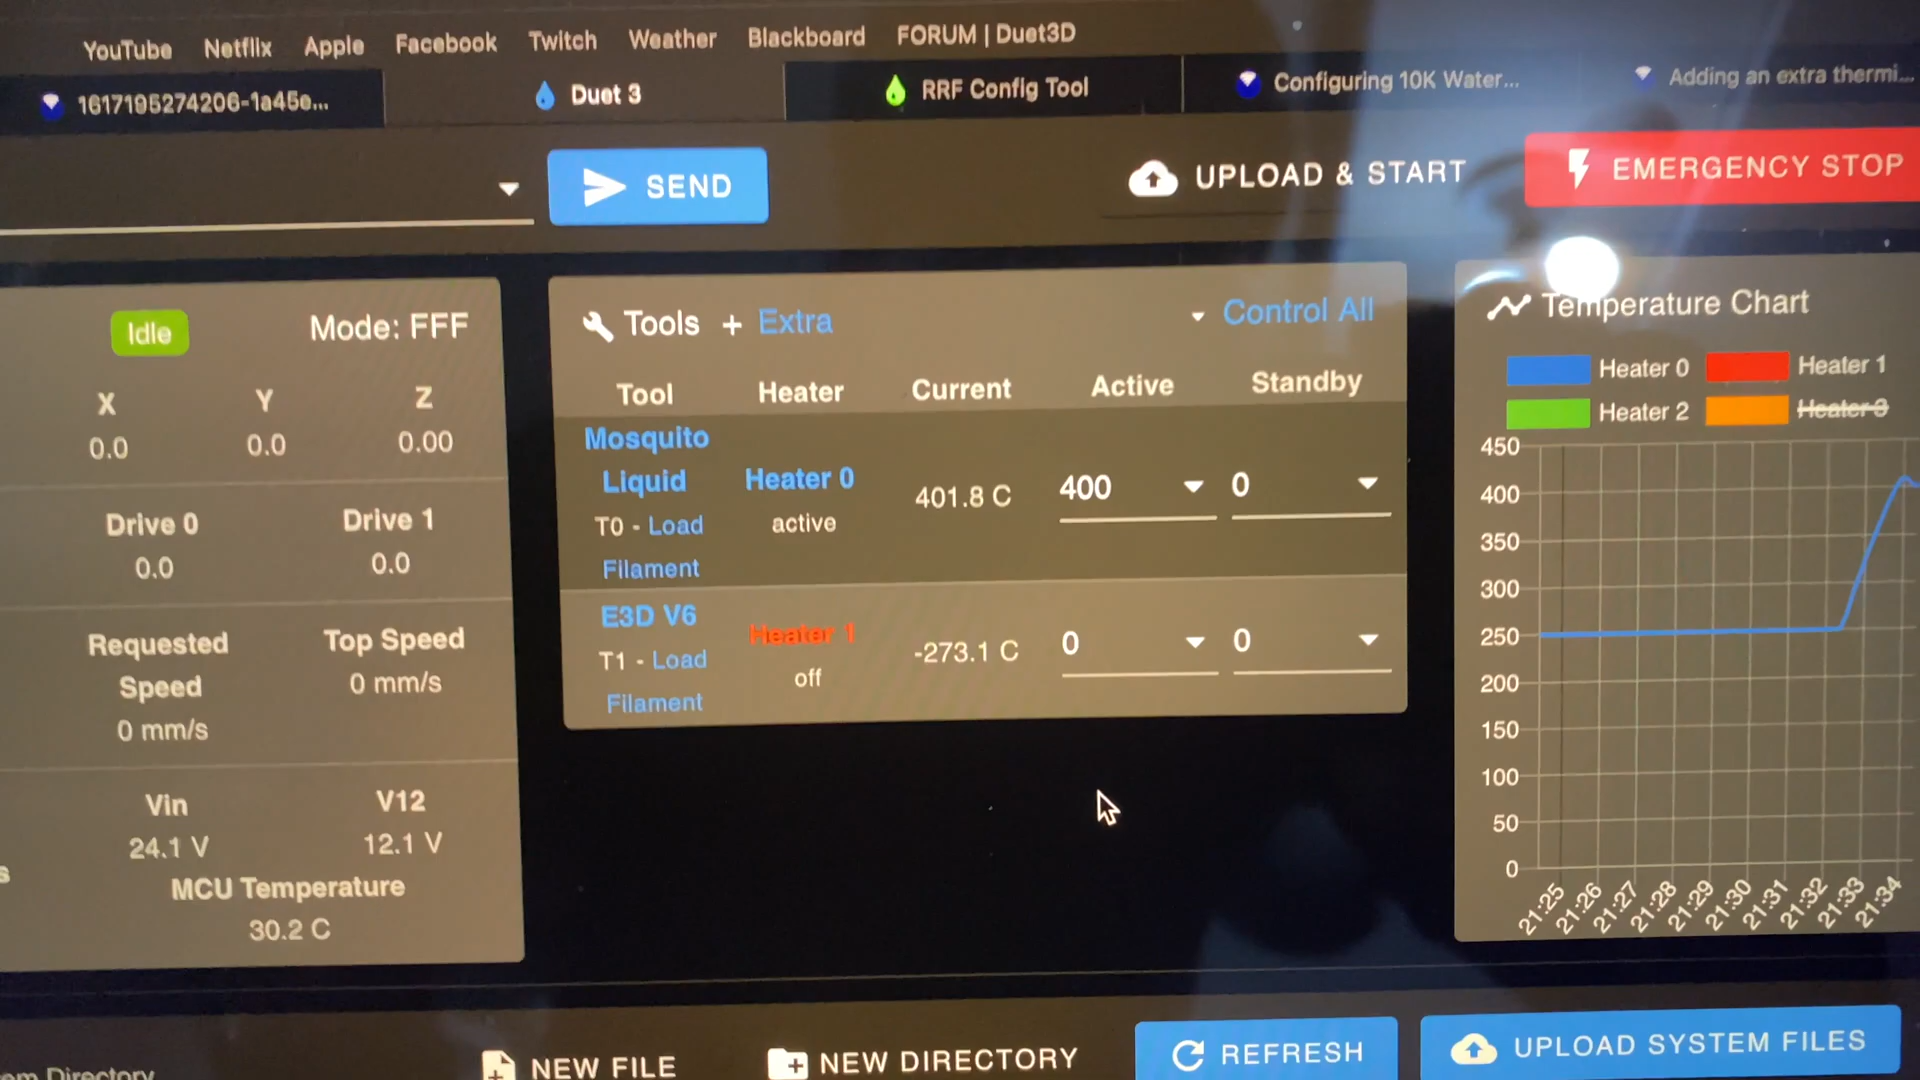 YouTube Netflix Apple Facebook Twitch Weather Blackboard FORUM | Duet3D
1617195274206-1a45e... Duet 3 RRF Config Tool Configuring 10K Water... Adding an extra thermi...
SEND UPLOAD & START EMERGENCY STOP
Idle Mode: FFF
X Y Z
0.0 0.0 0.00
Drive 0 Drive 1
0.0 0.0
Requested Speed Top Speed
0 mm/s 0 mm/s
Vin V12
24.1 V 12.1 V
MCU Temperature
30.2 C
Tools + Extra Control All
Tool Heater Current Active Standby
Mosquito Liquid Heater 0 401.8 C 400 0
T0 - Load Filament active
E3D V6 Heater 1 -273.1 C 0 0
T1 - Load Filament off
Temperature Chart
Heater 0 Heater 1
Heater 2 Heater 3
450
400
350
300
250
200
150
100
50
0
21:25 21:26 21:27 21:28 21:29 21:30 21:31 21:32 21:33 21:34
Directory NEW FILE NEW DIRECTORY REFRESH UPLOAD SYSTEM FILES